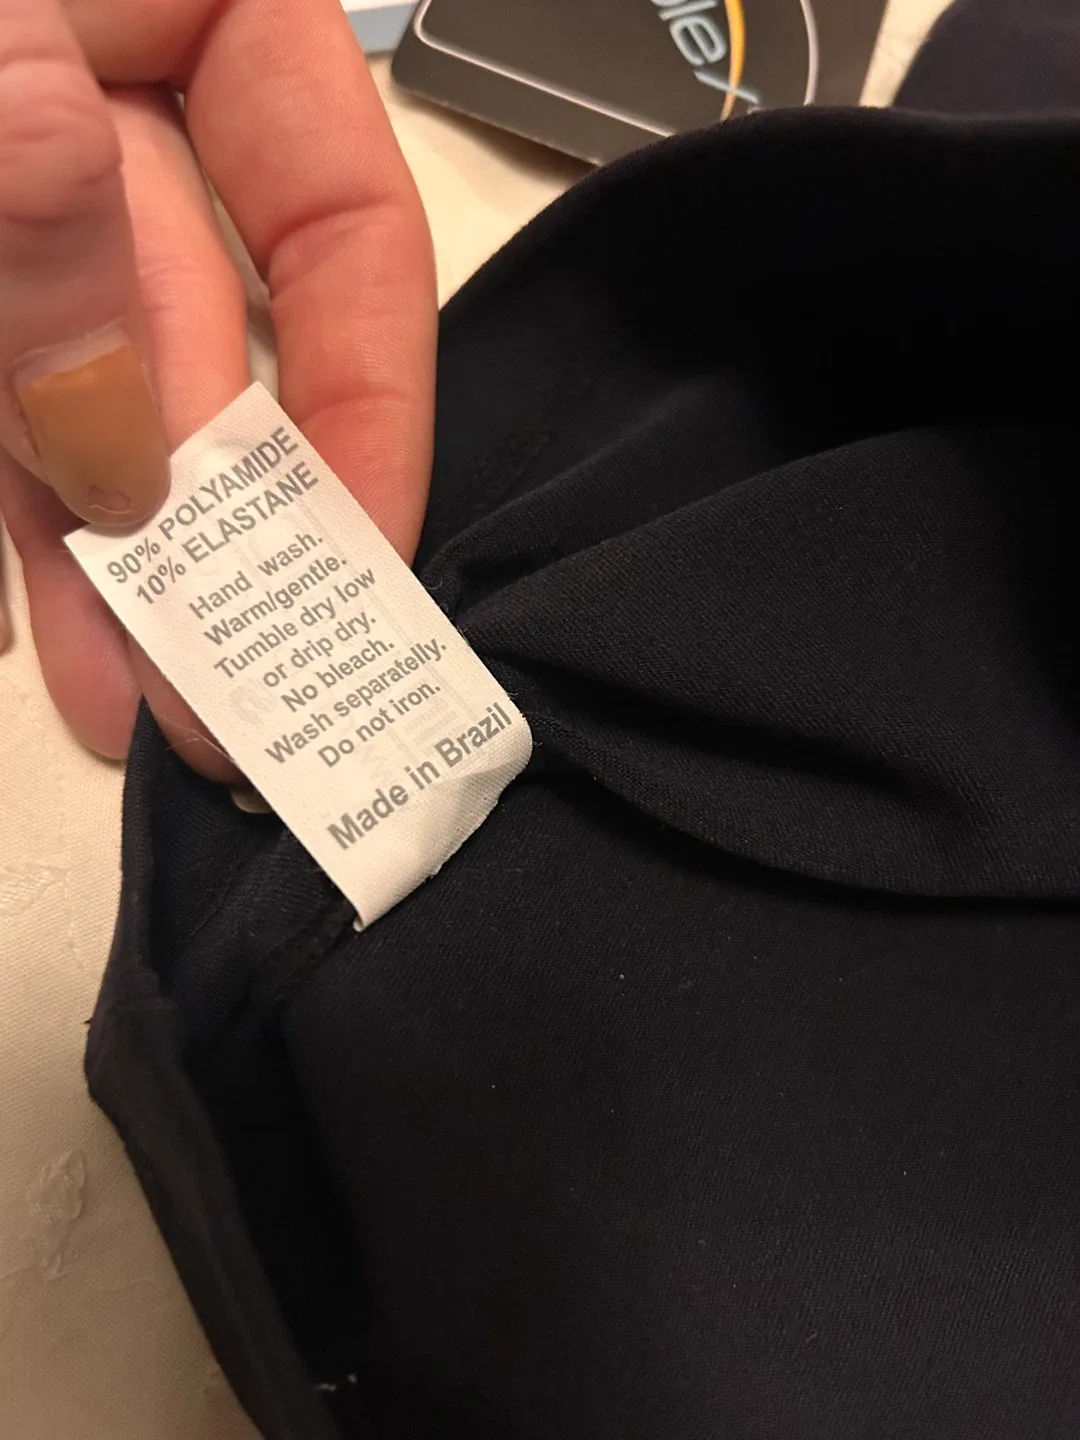 90% POLYAMIDE
10% ELASTANE
Hand wash.
Warm/gentle.
Tumble dry low
or drip dry.
No bleach.
Wash separatelly.
Do not iron.
Made in Brazil